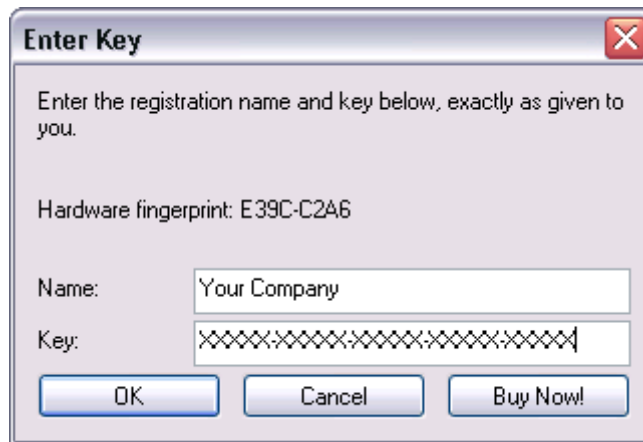 Enter Key
Enter the registration name and key below, exactly as given to
you.
Hardware fingerprint: E39C-C2A6
Name: Your Company
Key: XXXXX-XXXXX-XXXXX-XXXXX-XXXXX
OK Cancel Buy Now!